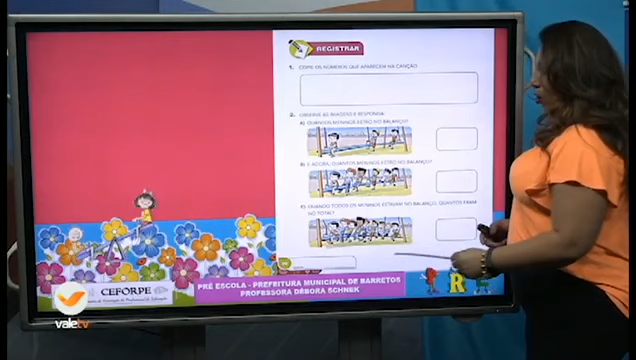 REGISTRAR
1. COPIE OS NÚMEROS QUE APARECEM NA CANÇÃO.
2. OBSERVE AS IMAGENS E RESPONDA:
A) QUANTOS MENINOS ESTÃO NO BALANÇO?
B) E AGORA, QUANTOS MENINOS ESTÃO NO BALANÇO?
C) QUANDO TODOS OS MENINOS ESTAVAM NO BALANÇO, QUANTOS ERAM
NO TOTAL?
CEFORPE
PRÉ ESCOLA - PREFEITURA MUNICIPAL DE BARRETOS
PROFESSORA DÉBORA SCHNEK
R
valetv